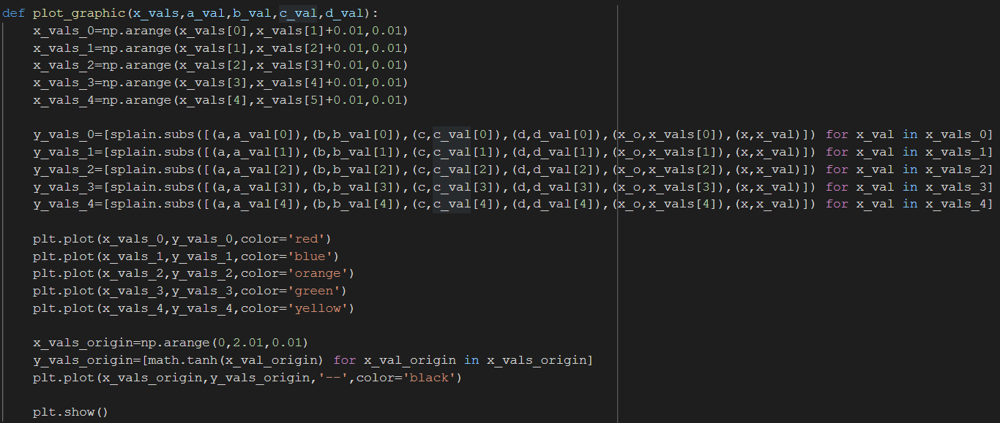 def plot_graphic(x_vals,a_val,b_val,c_val,d_val):
    x_vals_0=np.arange(x_vals[0],x_vals[1]+0.01,0.01)
    x_vals_1=np.arange(x_vals[1],x_vals[2]+0.01,0.01)
    x_vals_2=np.arange(x_vals[2],x_vals[3]+0.01,0.01)
    x_vals_3=np.arange(x_vals[3],x_vals[4]+0.01,0.01)
    x_vals_4=np.arange(x_vals[4],x_vals[5]+0.01,0.01)

    y_vals_0=[splain.subs([(a,a_val[0]),(b,b_val[0]),(c,c_val[0]),(d,d_val[0]),(x_o,x_vals[0]),(x,x_val)]) for x_val in x_vals_0]
    y_vals_1=[splain.subs([(a,a_val[1]),(b,b_val[1]),(c,c_val[1]),(d,d_val[1]),(x_o,x_vals[1]),(x,x_val)]) for x_val in x_vals_1]
    y_vals_2=[splain.subs([(a,a_val[2]),(b,b_val[2]),(c,c_val[2]),(d,d_val[2]),(x_o,x_vals[2]),(x,x_val)]) for x_val in x_vals_2]
    y_vals_3=[splain.subs([(a,a_val[3]),(b,b_val[3]),(c,c_val[3]),(d,d_val[3]),(x_o,x_vals[3]),(x,x_val)]) for x_val in x_vals_3]
    y_vals_4=[splain.subs([(a,a_val[4]),(b,b_val[4]),(c,c_val[4]),(d,d_val[4]),(x_o,x_vals[4]),(x,x_val)]) for x_val in x_vals_4]

    plt.plot(x_vals_0,y_vals_0,color='red')
    plt.plot(x_vals_1,y_vals_1,color='blue')
    plt.plot(x_vals_2,y_vals_2,color='orange')
    plt.plot(x_vals_3,y_vals_3,color='green')
    plt.plot(x_vals_4,y_vals_4,color='yellow')

    x_vals_origin=np.arange(0,2.01,0.01)
    y_vals_origin=[math.tanh(x_val_origin) for x_val_origin in x_vals_origin]
    plt.plot(x_vals_origin,y_vals_origin,'--',color='black')

    plt.show()